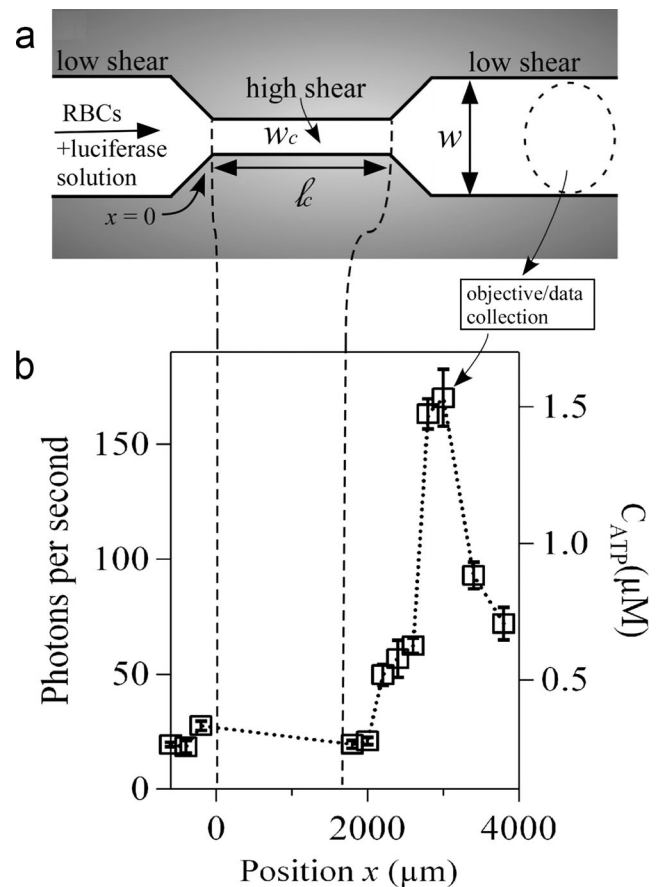 a
low shear
low shear
high shear
RBCs
+luciferase
solution
w_c
w
ℓ_c
x = 0
objective/data
collection
b
150
100
50
0
Photons per second
1.5
1.0
0.5
C_ATP(μM)
0
2000
4000
Position x (μm)